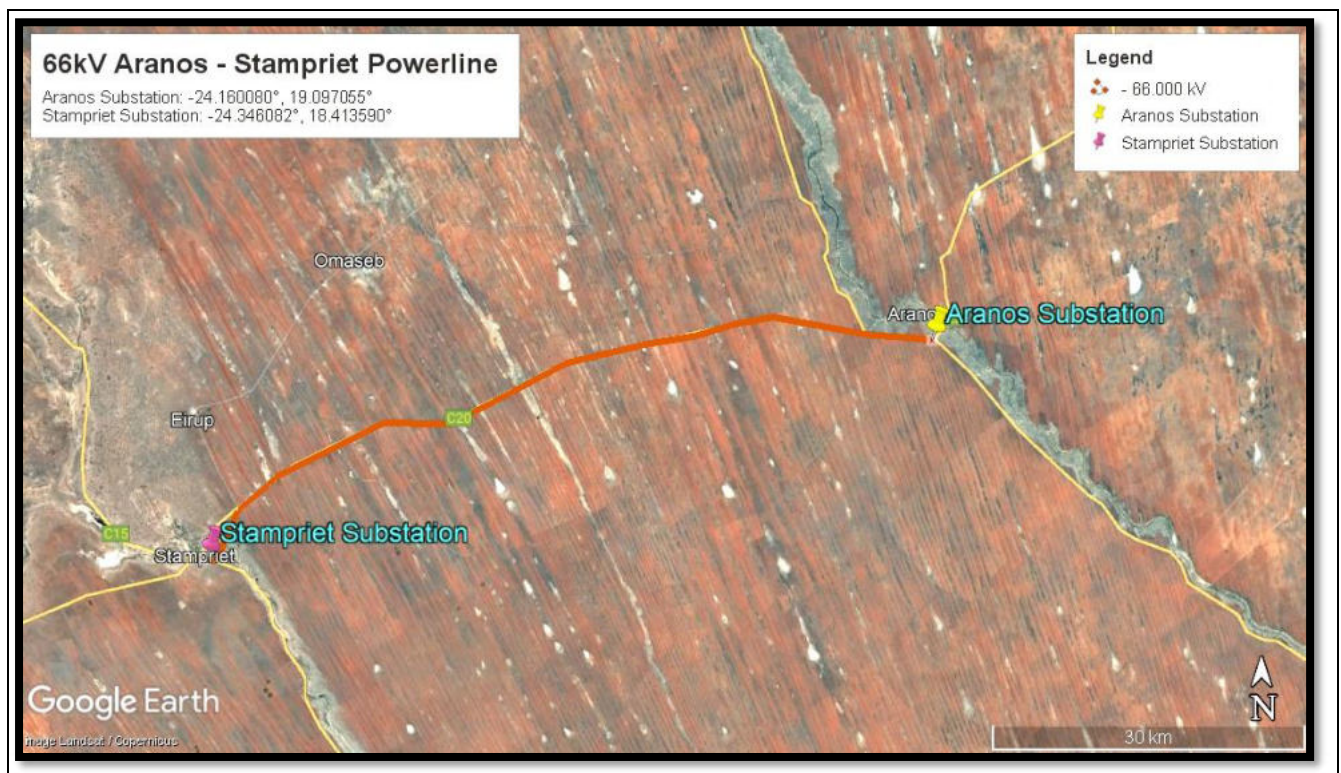 66kV Aranos - Stampriet Powerline
Aranos Substation: -24.160080°, 19.097055°
Stampriet Substation: -24.346082°, 18.413590°
Legend
- 66.000 kV
Aranos Substation
Stampriet Substation
Omaseb
Aranos Substation
Eirup
C20
Stampriet Substation
C15
Stampriet
Google Earth
Image Landsat / Copernicus
N
30 km